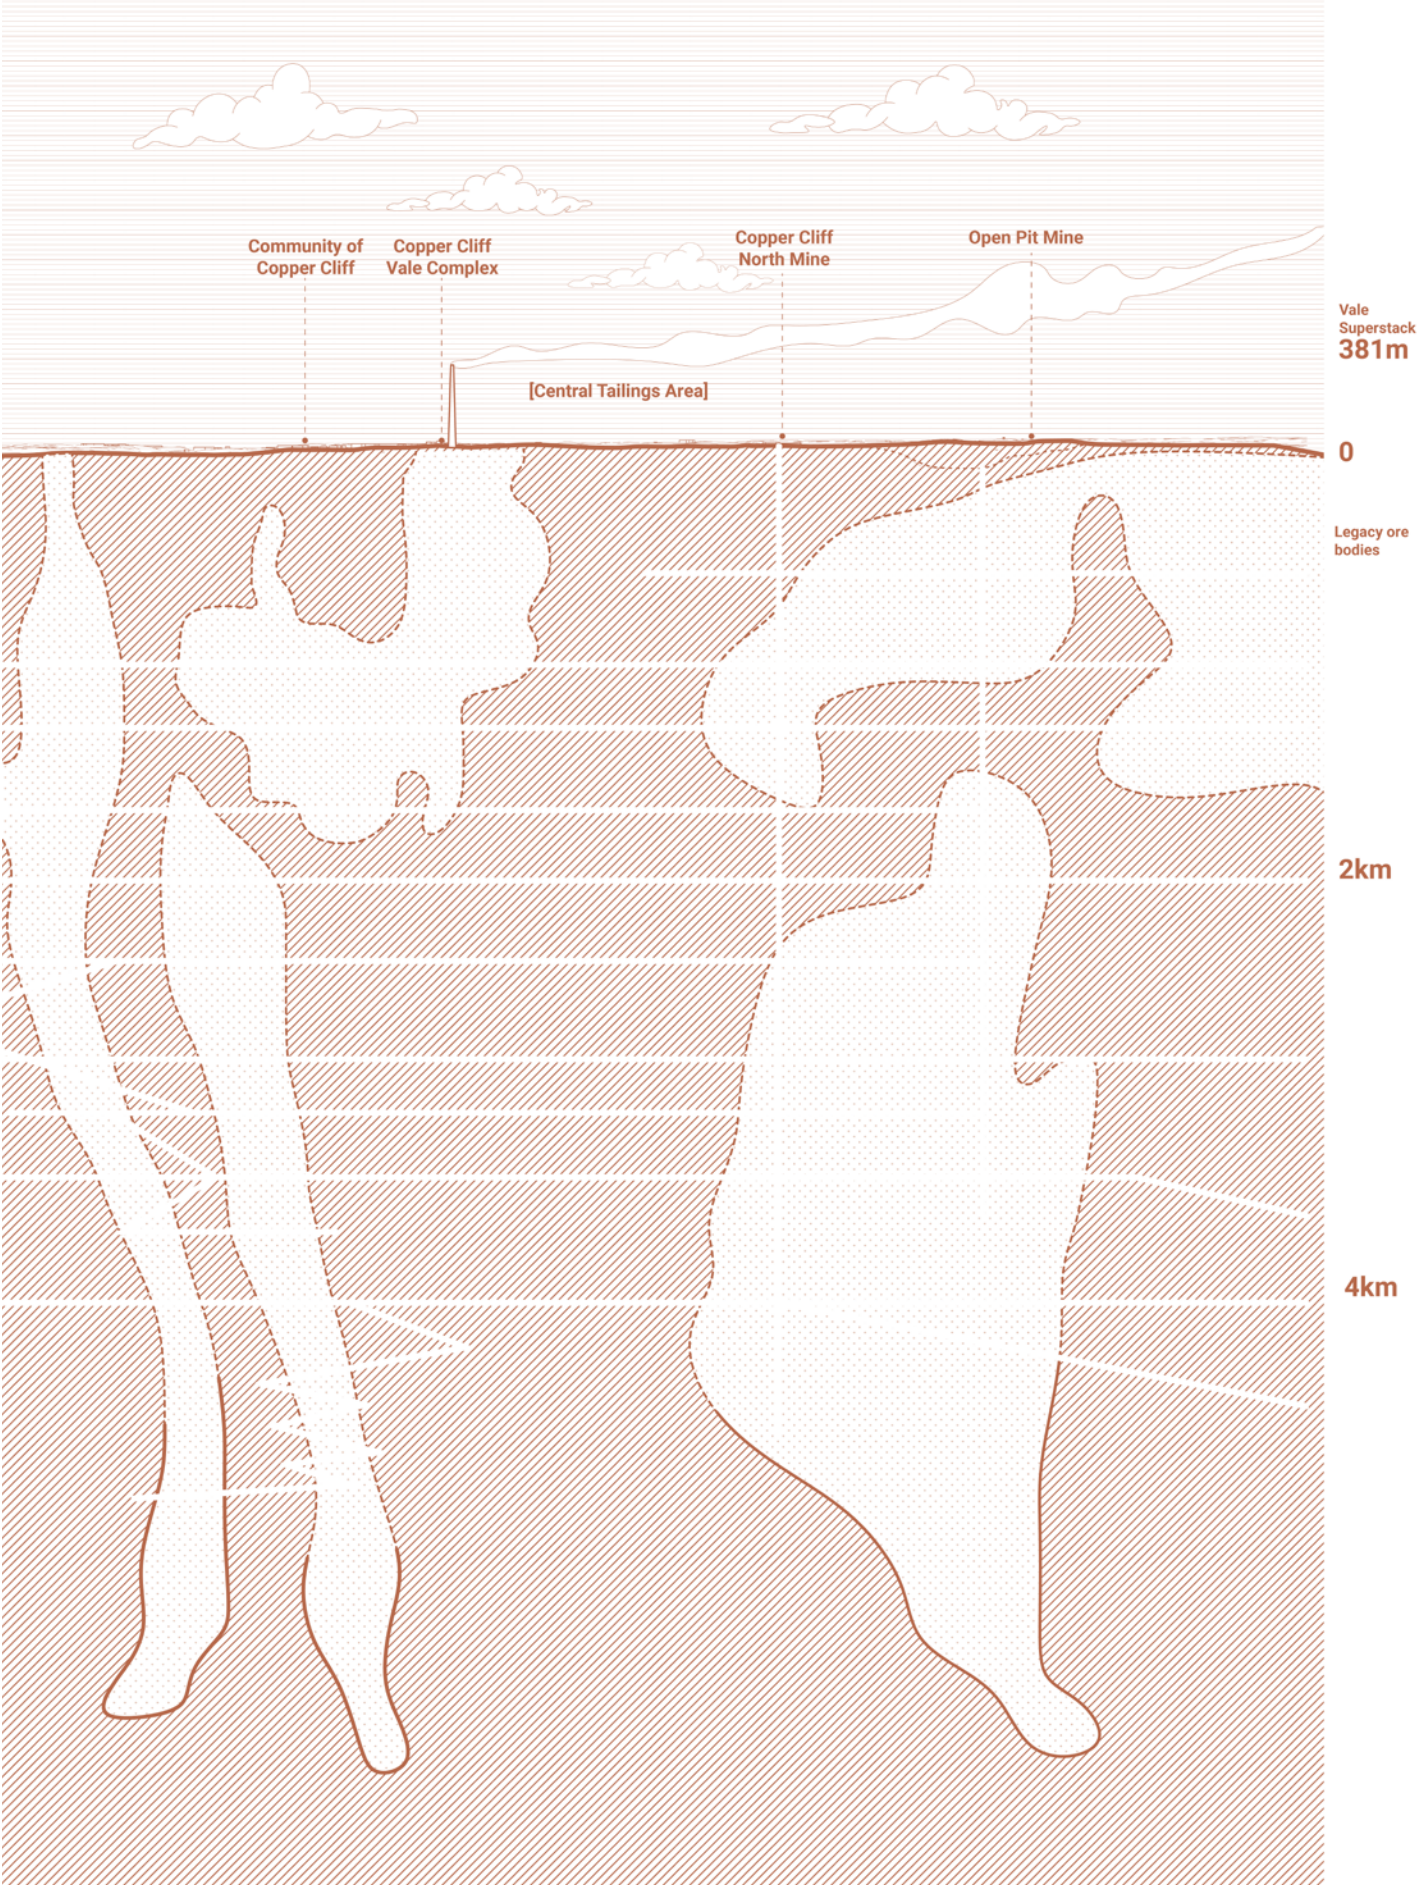 Community of
Copper Cliff
Copper Cliff
Vale Complex
Copper Cliff
North Mine
Open Pit Mine
Vale
Superstack
381m
[Central Tailings Area]
0
Legacy ore
bodies
2km
4km